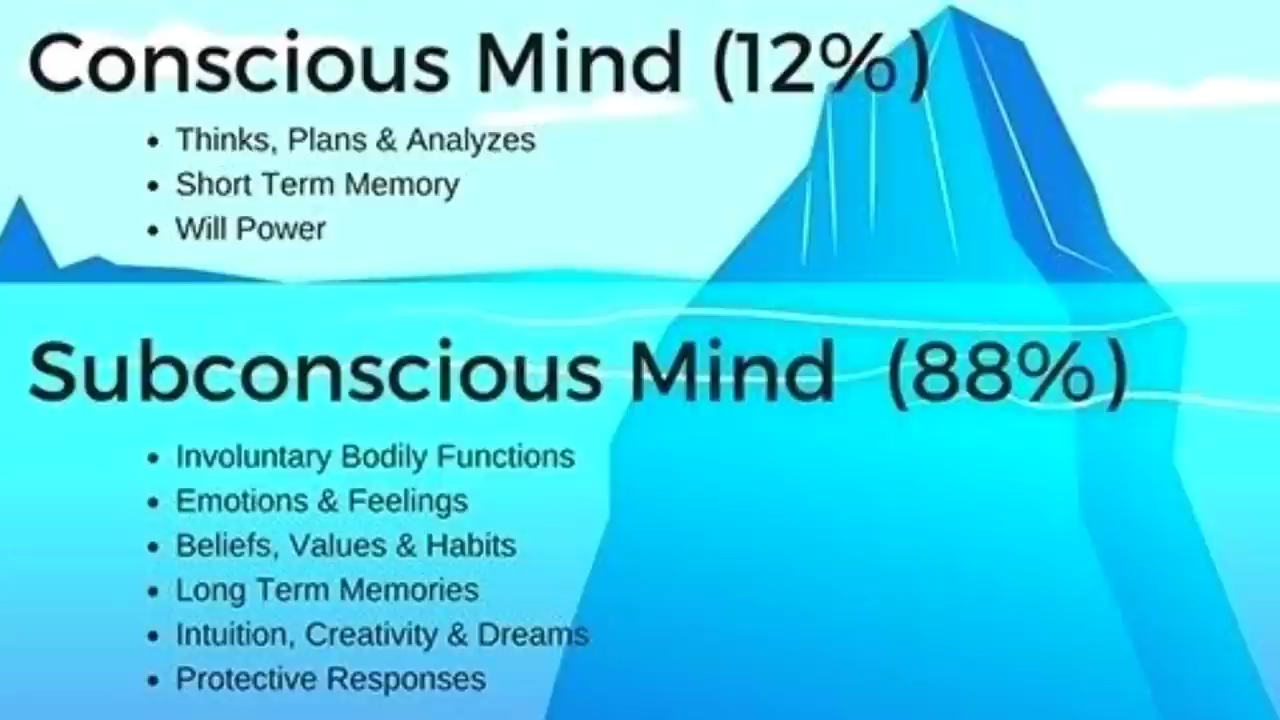 Conscious Mind (12%)
• Thinks, Plans & Analyzes
• Short Term Memory
• Will Power
Subconscious Mind (88%)
• Involuntary Bodily Functions
• Emotions & Feelings
• Beliefs, Values & Habits
• Long Term Memories
• Intuition, Creativity & Dreams
• Protective Responses